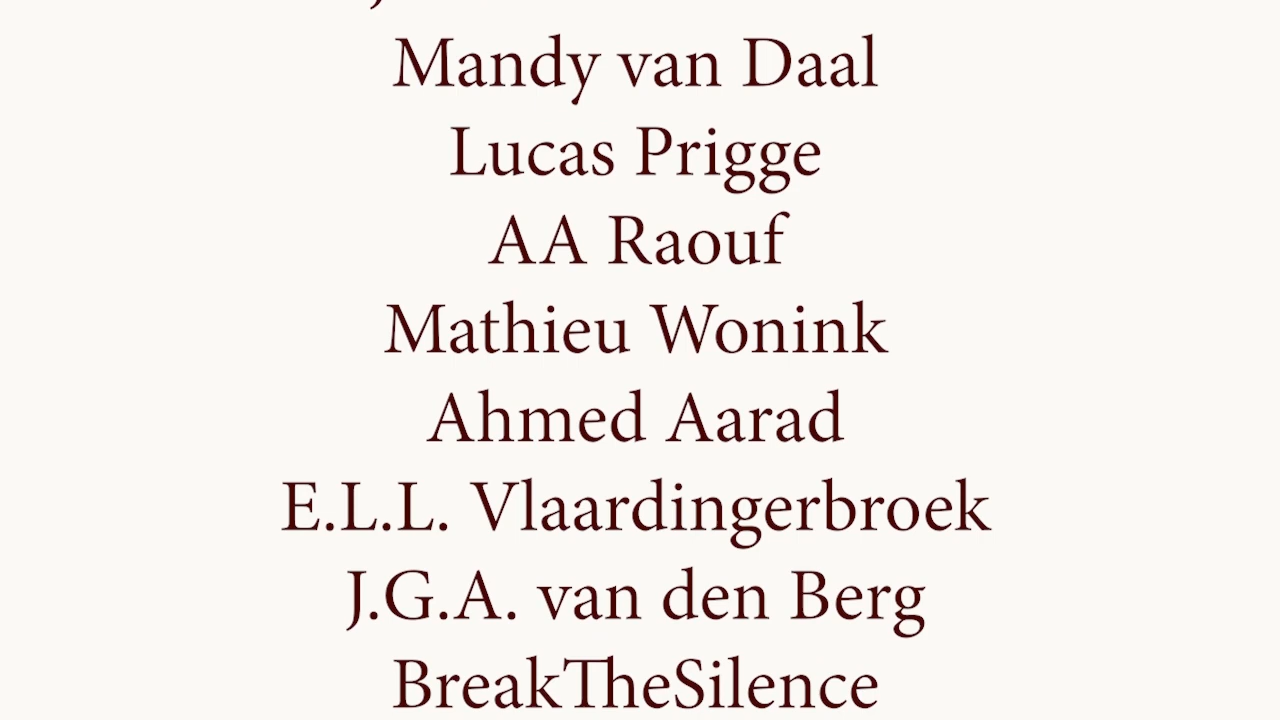 Mandy van Daal
Lucas Prigge
AA Raouf
Mathieu Wonink
Ahmed Aarad
E.L.L. Vlaardingerbroek
J.G.A. van den Berg
BreakTheSilence